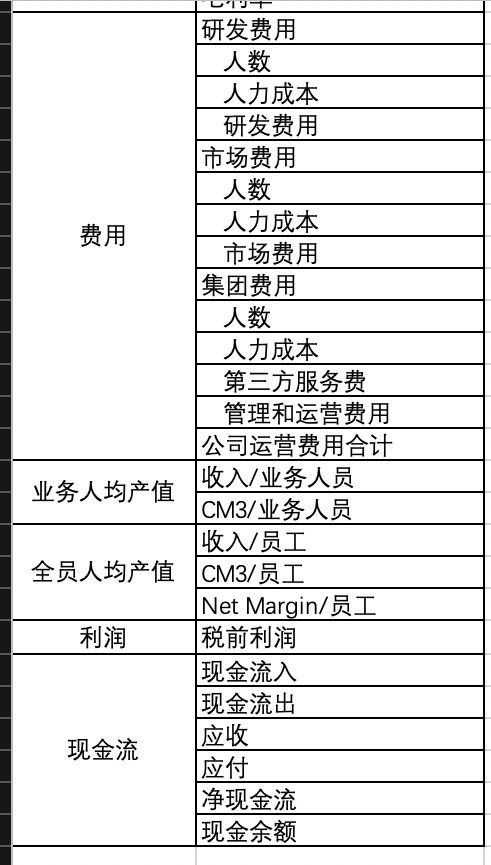 研发费用
人数
人力成本
研发费用
市场费用
人数
人力成本
费用
市场费用
集团费用
人数
人力成本
第三方服务费
管理和运营费用
公司运营费用合计
业务人均产值
收入/业务人员
CM3/业务人员
全员人均产值
收入/员工
CM3/员工
Net Margin/员工
利润
税前利润
现金流
现金流入
现金流出
应收
应付
净现金流
现金余额